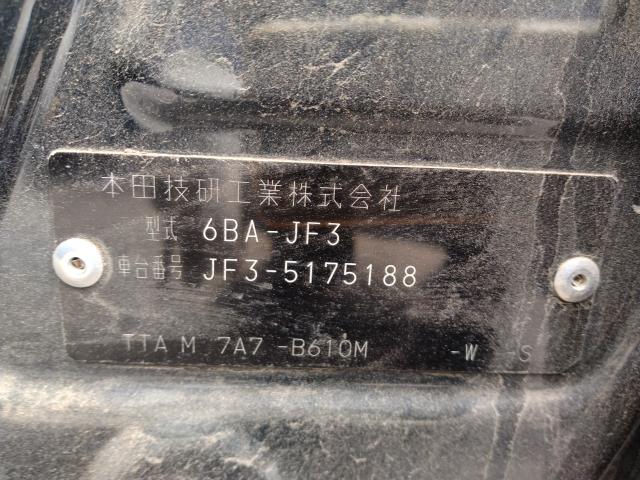 本田技研工業株式会社
型式 6BA-JF3
車台番号 JF3-5175188
TTA M 7A7 -B610M -W S